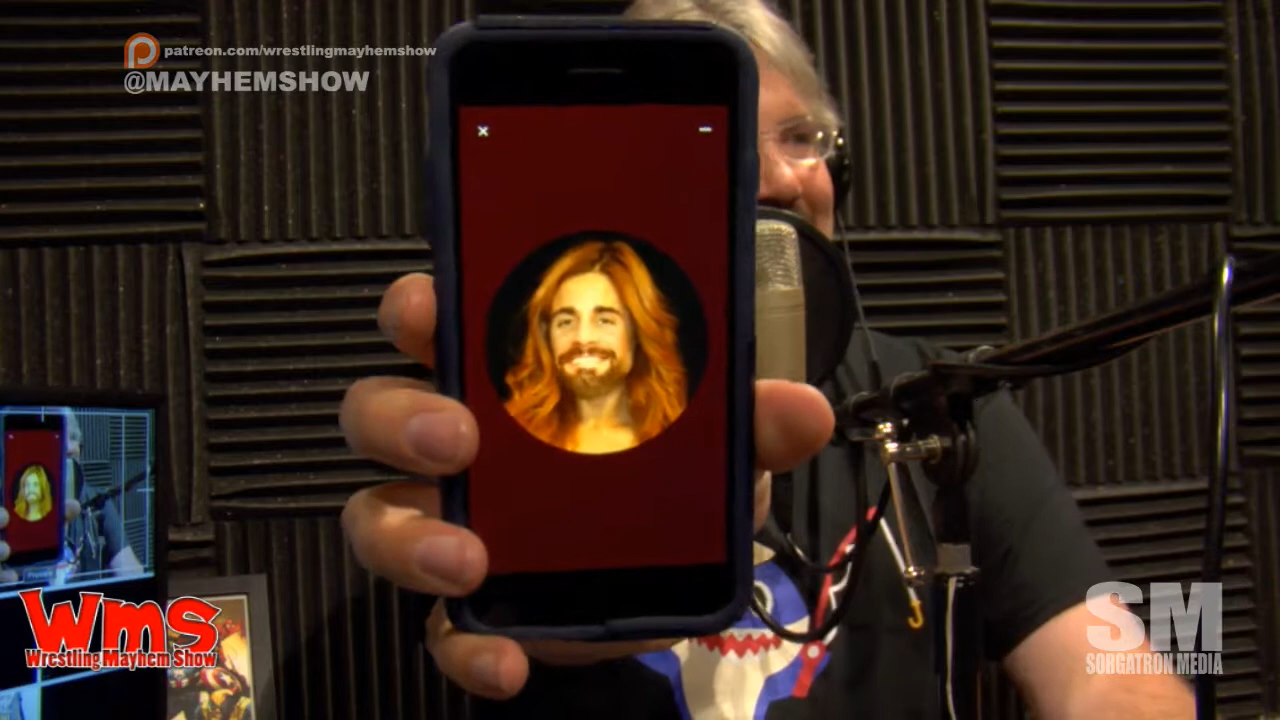 patreon.com/wrestlingmayhemshow
@MAYHEMSHOW
WMS
Wrestling Mayhem Show
SM
SORGATRON MEDIA